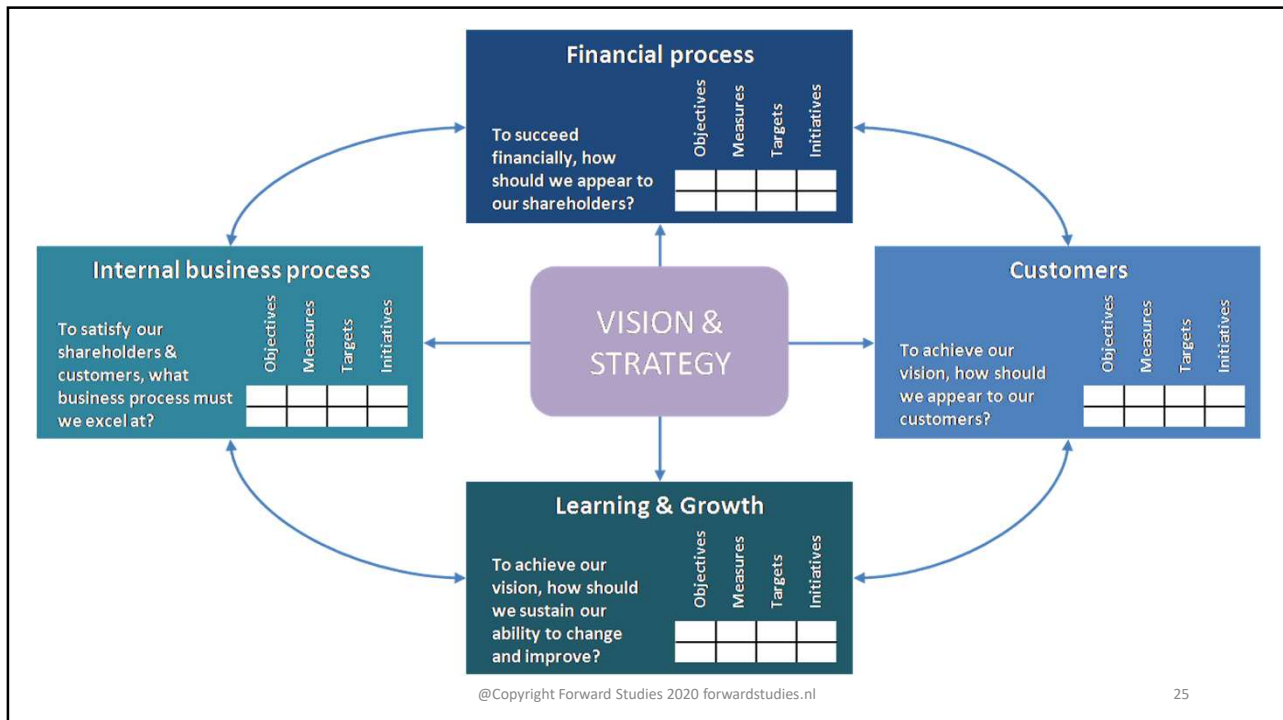 Financial process
To succeed
financially, how
should we appear to
our shareholders?
Objectives
Measures
Targets
Initiatives
Internal business process
To satisfy our
shareholders &
customers, what
business process must
we excel at?
Objectives
Measures
Targets
Initiatives
VISION &
STRATEGY
Customers
To achieve our
vision, how should
we appear to our
customers?
Objectives
Measures
Targets
Initiatives
Learning & Growth
To achieve our
vision, how should
we sustain our
ability to change
and improve?
Objectives
Measures
Targets
Initiatives
@Copyright Forward Studies 2020 forwardstudies.nl
25